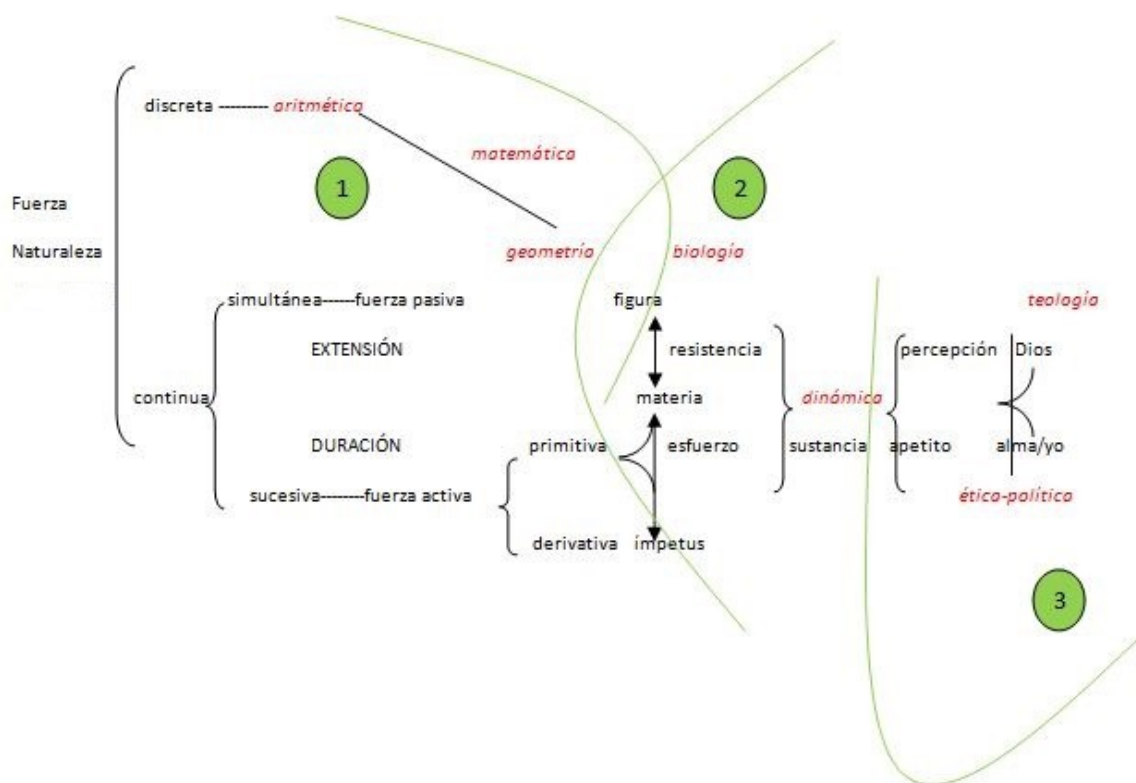 discreta --------- aritmética
matemática
1
2
Fuerza
Naturaleza
geometría
biología
simultánea------fuerza pasiva
figura
teología
EXTENSIÓN
resistencia
percepción
Dios
continua
materia
dinámica
DURACIÓN
primitiva
esfuerzo
sustancia
apetito
alma/yo
sucesiva--------fuerza activa
ética-política
derivativa
ímpetus
3